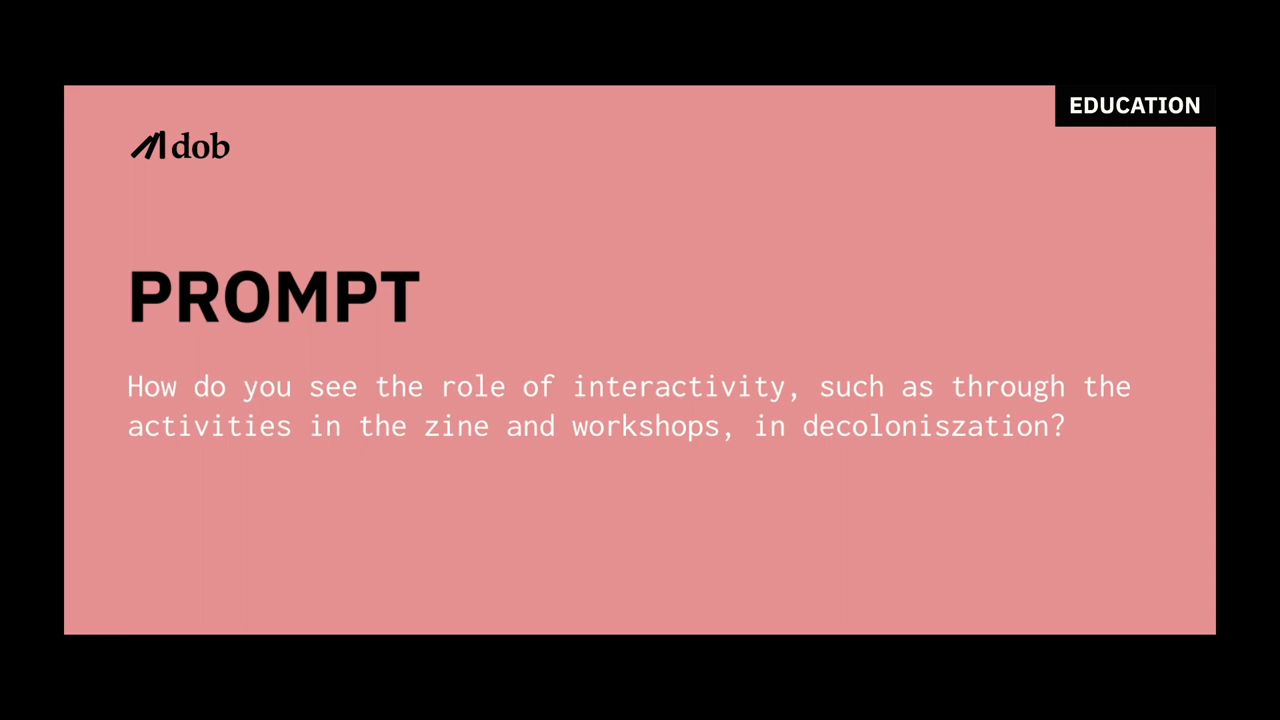 EDUCATION
dob
PROMPT
How do you see the role of interactivity, such as through the
activities in the zine and workshops, in decoloniszation?